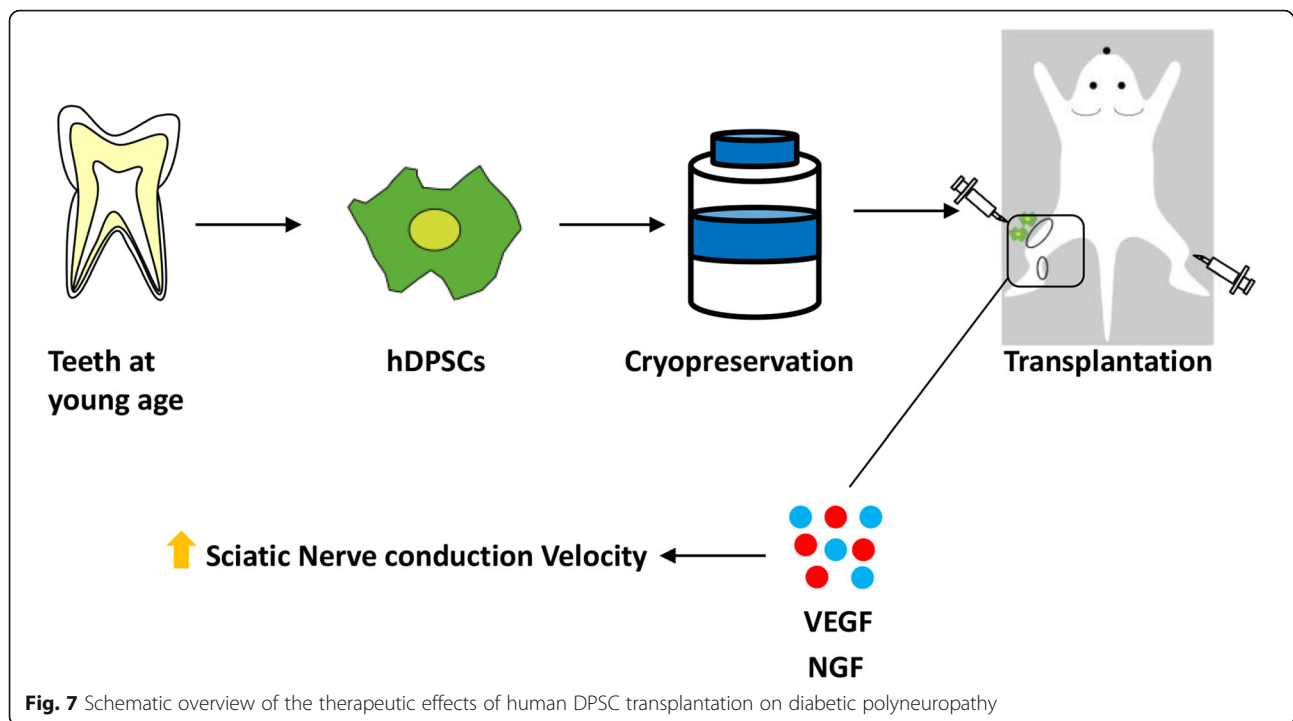 Teeth at
young age
hDPSCs
Cryopreservation
Transplantation
Sciatic Nerve conduction Velocity
VEGF
NGF
Fig. 7 Schematic overview of the therapeutic effects of human DPSC transplantation on diabetic polyneuropathy